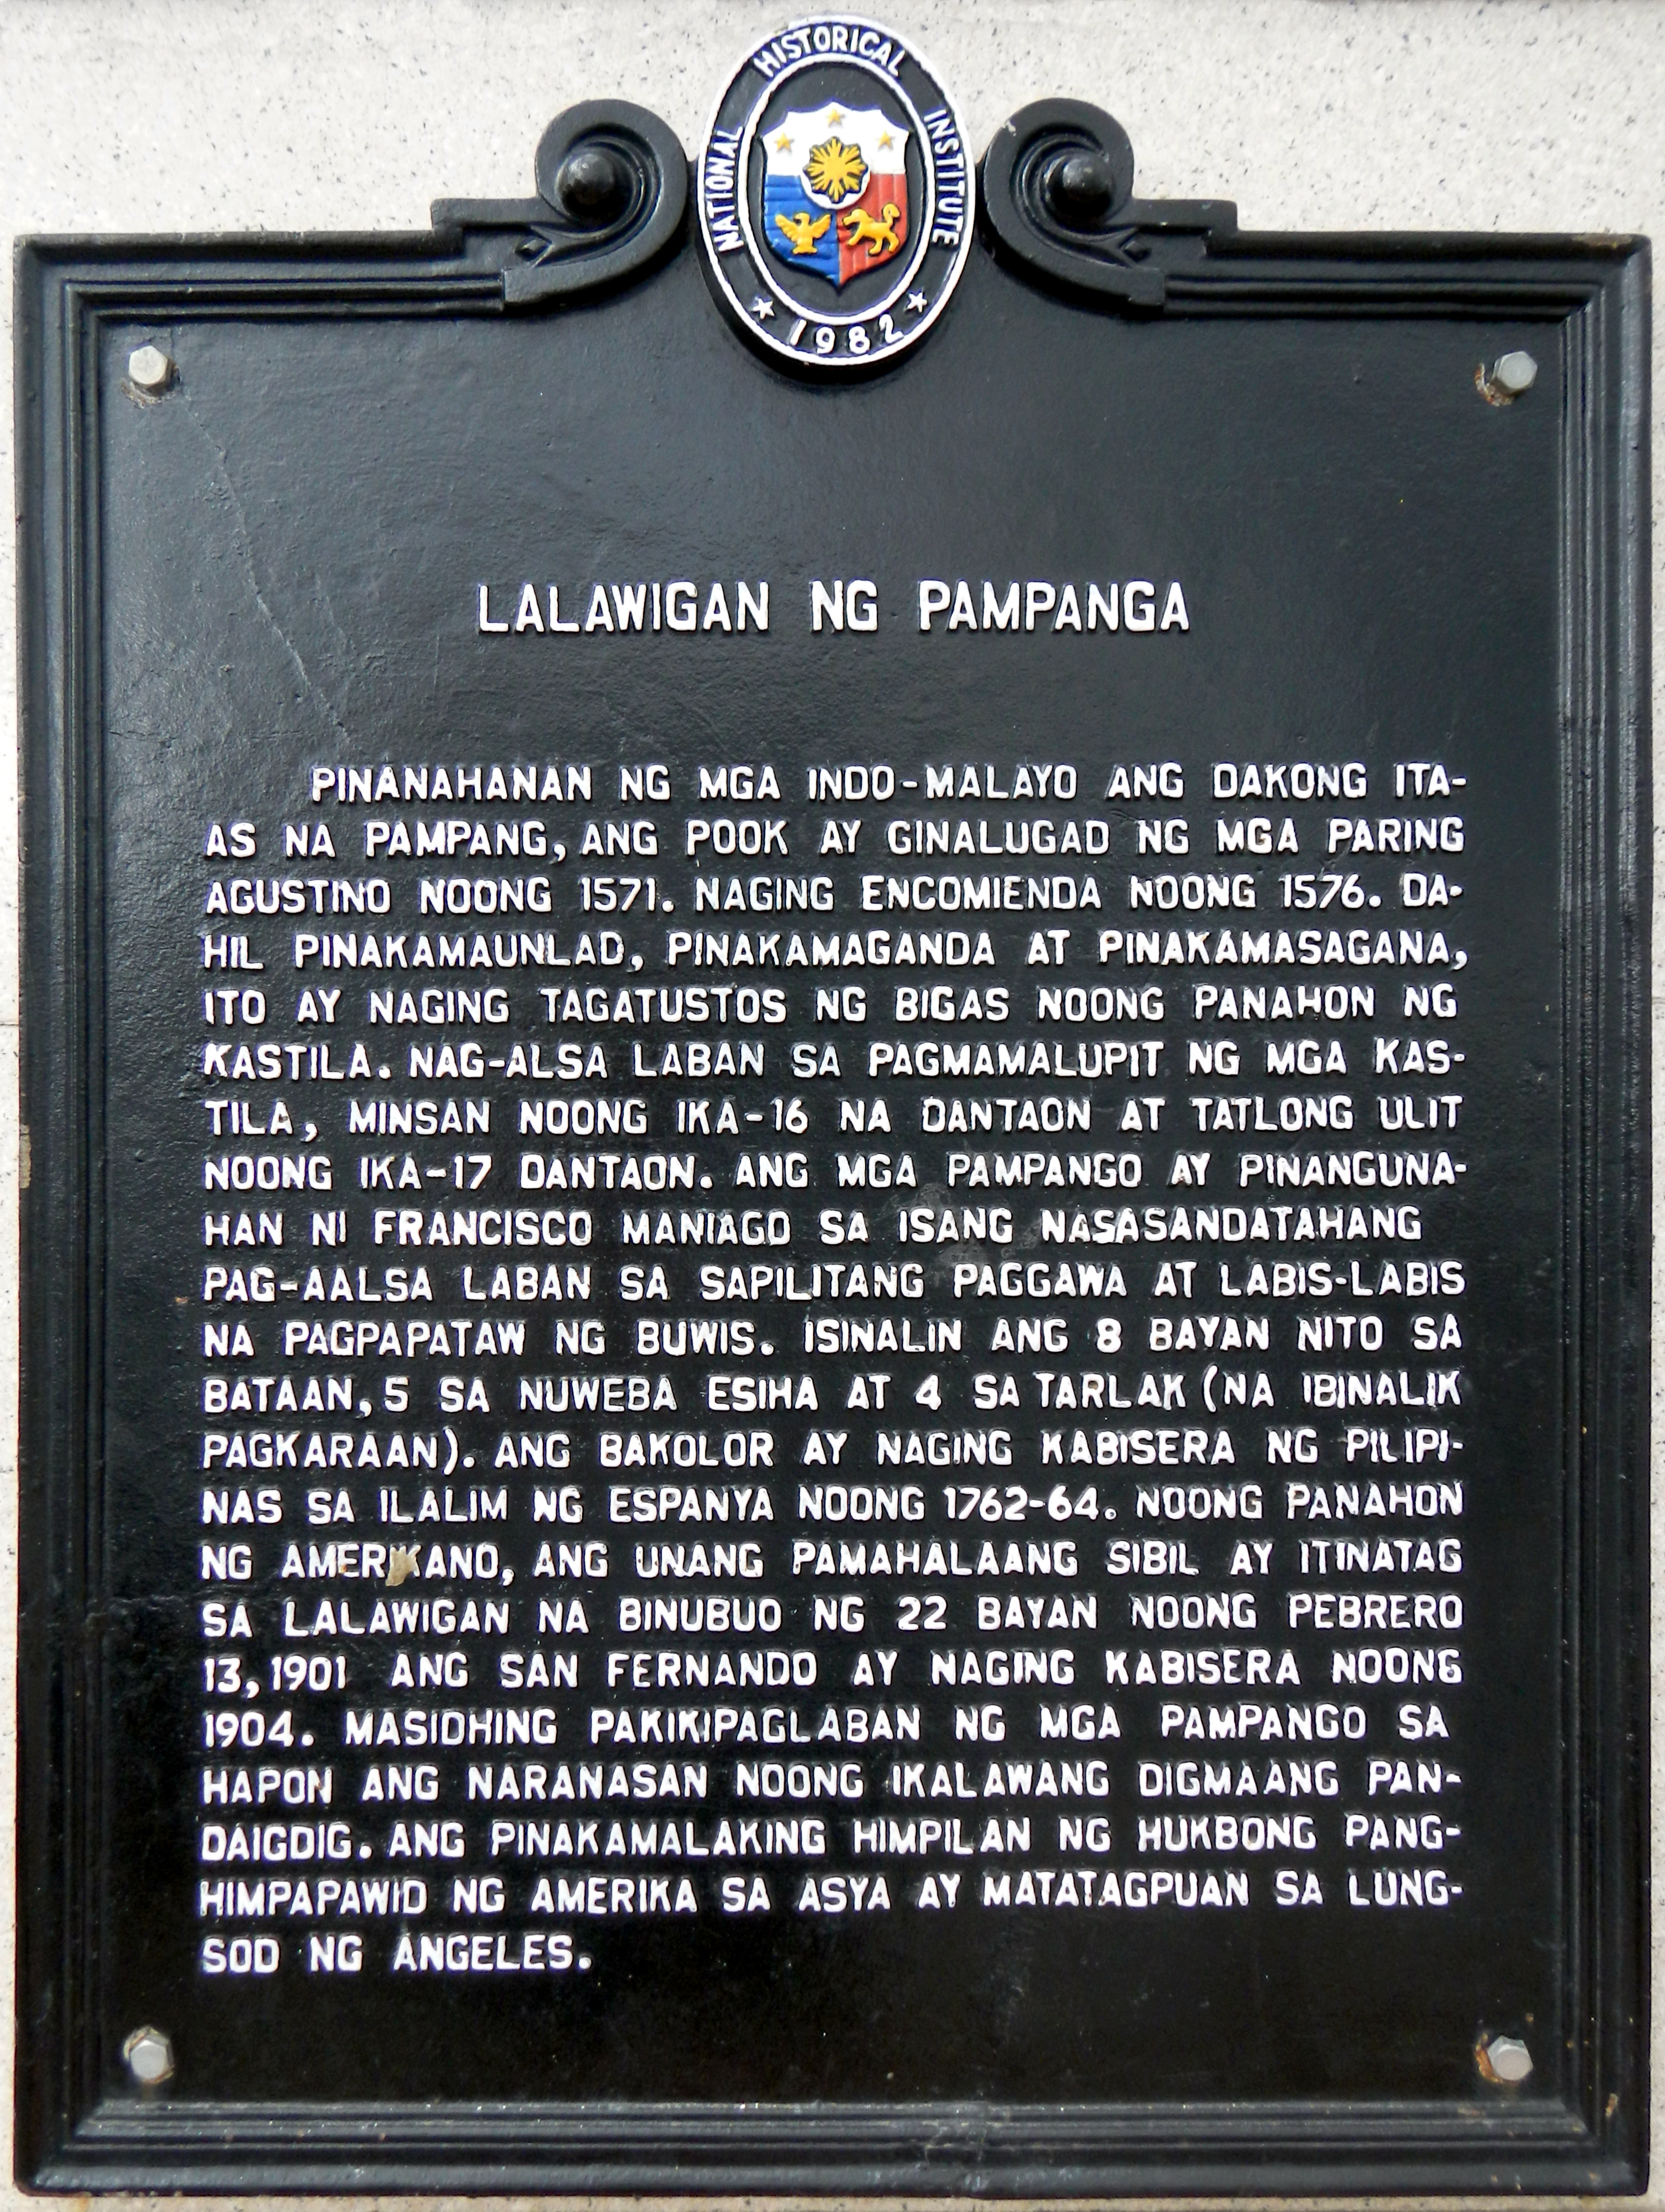 NATIONAL HISTORICAL INSTITUTE
1982
LALAWIGAN NG PAMPANGA
PINANAHANAN NG MGA INDO-MALAYO ANG DAKONG ITA-
AS NA PAMPANG, ANG POOK AY GINALUGAD NG MGA PARING
AGUSTINO NOONG 1571. NAGING ENCOMIENDA NOONG 1576. DA-
HIL PINAKAMAUNLAD, PINAKAMAGANDA AT PINAKAMASAGANA,
ITO AY NAGING TAGATUSTOS NG BIGAS NOONG PANAHON NG
KASTILA. NAG-ALSA LABAN SA PAGMAMALUPIT NG MGA KAS-
TILA, MINSAN NOONG IKA-16 NA DANTAON AT TATLONG ULIT
NOONG IKA-17 DANTAON. ANG MGA PAMPANGO AY PINANGUNA-
HAN NI FRANCISCO MANIAGO SA ISANG NASASANDATAHANG
PAG-AALSA LABAN SA SAPILITANG PAGGAWA AT LABIS-LABIS
NA PAGPAPATAW NG BUWIS. ISINALIN ANG 8 BAYAN NITO SA
BATAAN, 5 SA NUWEBA ESIHA AT 4 SA TARLAK (NA IBINALIK
PAGKARAAN). ANG BAKOLOR AY NAGING KABISERA NG PILIPI-
NAS SA ILALIM NG ESPANYA NOONG 1762-64. NOONG PANAHON
NG AMERIKANO, ANG UNANG PAMAHALAANG SIBIL AY ITINATAG
SA LALAWIGAN NA BINUBUO NG 22 BAYAN NOONG PEBRERO
13, 1901 ANG SAN FERNANDO AY NAGING KABISERA NOONG
1904. MASIDHING PAKIKIPAGLABAN NG MGA PAMPANGO SA
HAPON ANG NARANASAN NOONG IKALAWANG DIGMAANG PAN-
DAIGDIG. ANG PINAKAMALAKING HIMPILAN NG HUKBONG PANG-
HIMPAPAWID NG AMERIKA SA ASYA AY MATATAGPUAN SA LUNG-
SOD NG ANGELES.